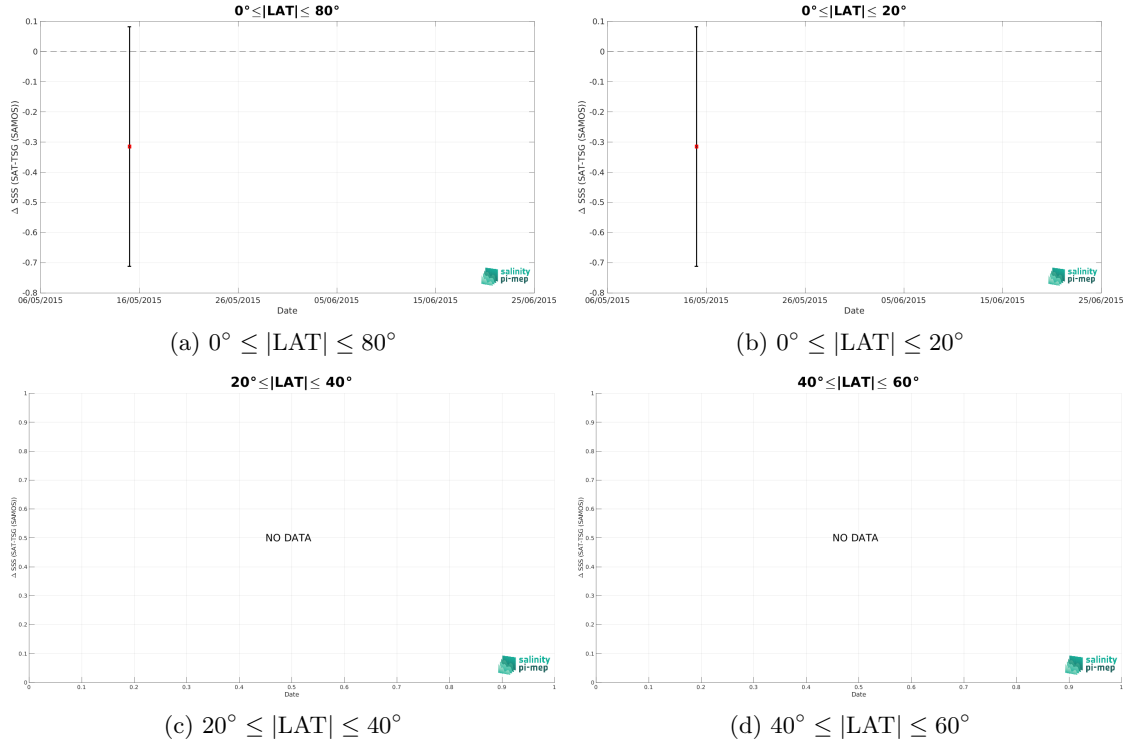 0°≤|LAT|≤ 80°
Δ SSS (SAT-TSG (SAMOS))
0.1
0
-0.1
-0.2
-0.3
-0.4
-0.5
-0.6
-0.7
-0.8
06/05/2015 16/05/2015 26/05/2015 05/06/2015 15/06/2015 25/06/2015
Date
salinity
pi-mep
(a) 0° ≤ |LAT| ≤ 80°
0°≤|LAT|≤ 20°
Δ SSS (SAT-TSG (SAMOS))
0.1
0
-0.1
-0.2
-0.3
-0.4
-0.5
-0.6
-0.7
-0.8
06/05/2015 16/05/2015 26/05/2015 05/06/2015 15/06/2015 25/06/2015
Date
salinity
pi-mep
(b) 0° ≤ |LAT| ≤ 20°
20°≤|LAT|≤ 40°
Δ SSS (SAT-TSG (SAMOS))
1
0.9
0.8
0.7
0.6
0.5
0.4
0.3
0.2
0.1
0
NO DATA
0 0.1 0.2 0.3 0.4 0.5 0.6 0.7 0.8 0.9 1
Date
salinity
pi-mep
(c) 20° ≤ |LAT| ≤ 40°
40°≤|LAT|≤ 60°
Δ SSS (SAT-TSG (SAMOS))
1
0.9
0.8
0.7
0.6
0.5
0.4
0.3
0.2
0.1
0
NO DATA
0 0.1 0.2 0.3 0.4 0.5 0.6 0.7 0.8 0.9 1
Date
salinity
pi-mep
(d) 40° ≤ |LAT| ≤ 60°